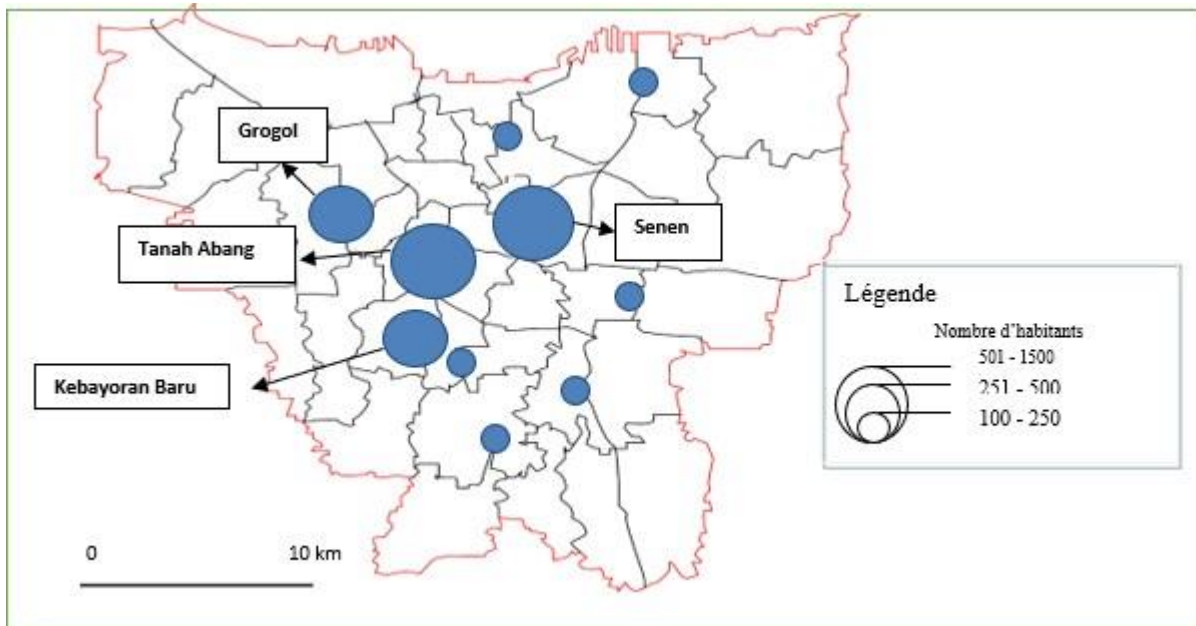 Grogol
Tanah Abang
Senen
Kebayoran Baru
0 10 km
Légende
Nombre d'habitants
501 - 1500
251 - 500
100 - 250